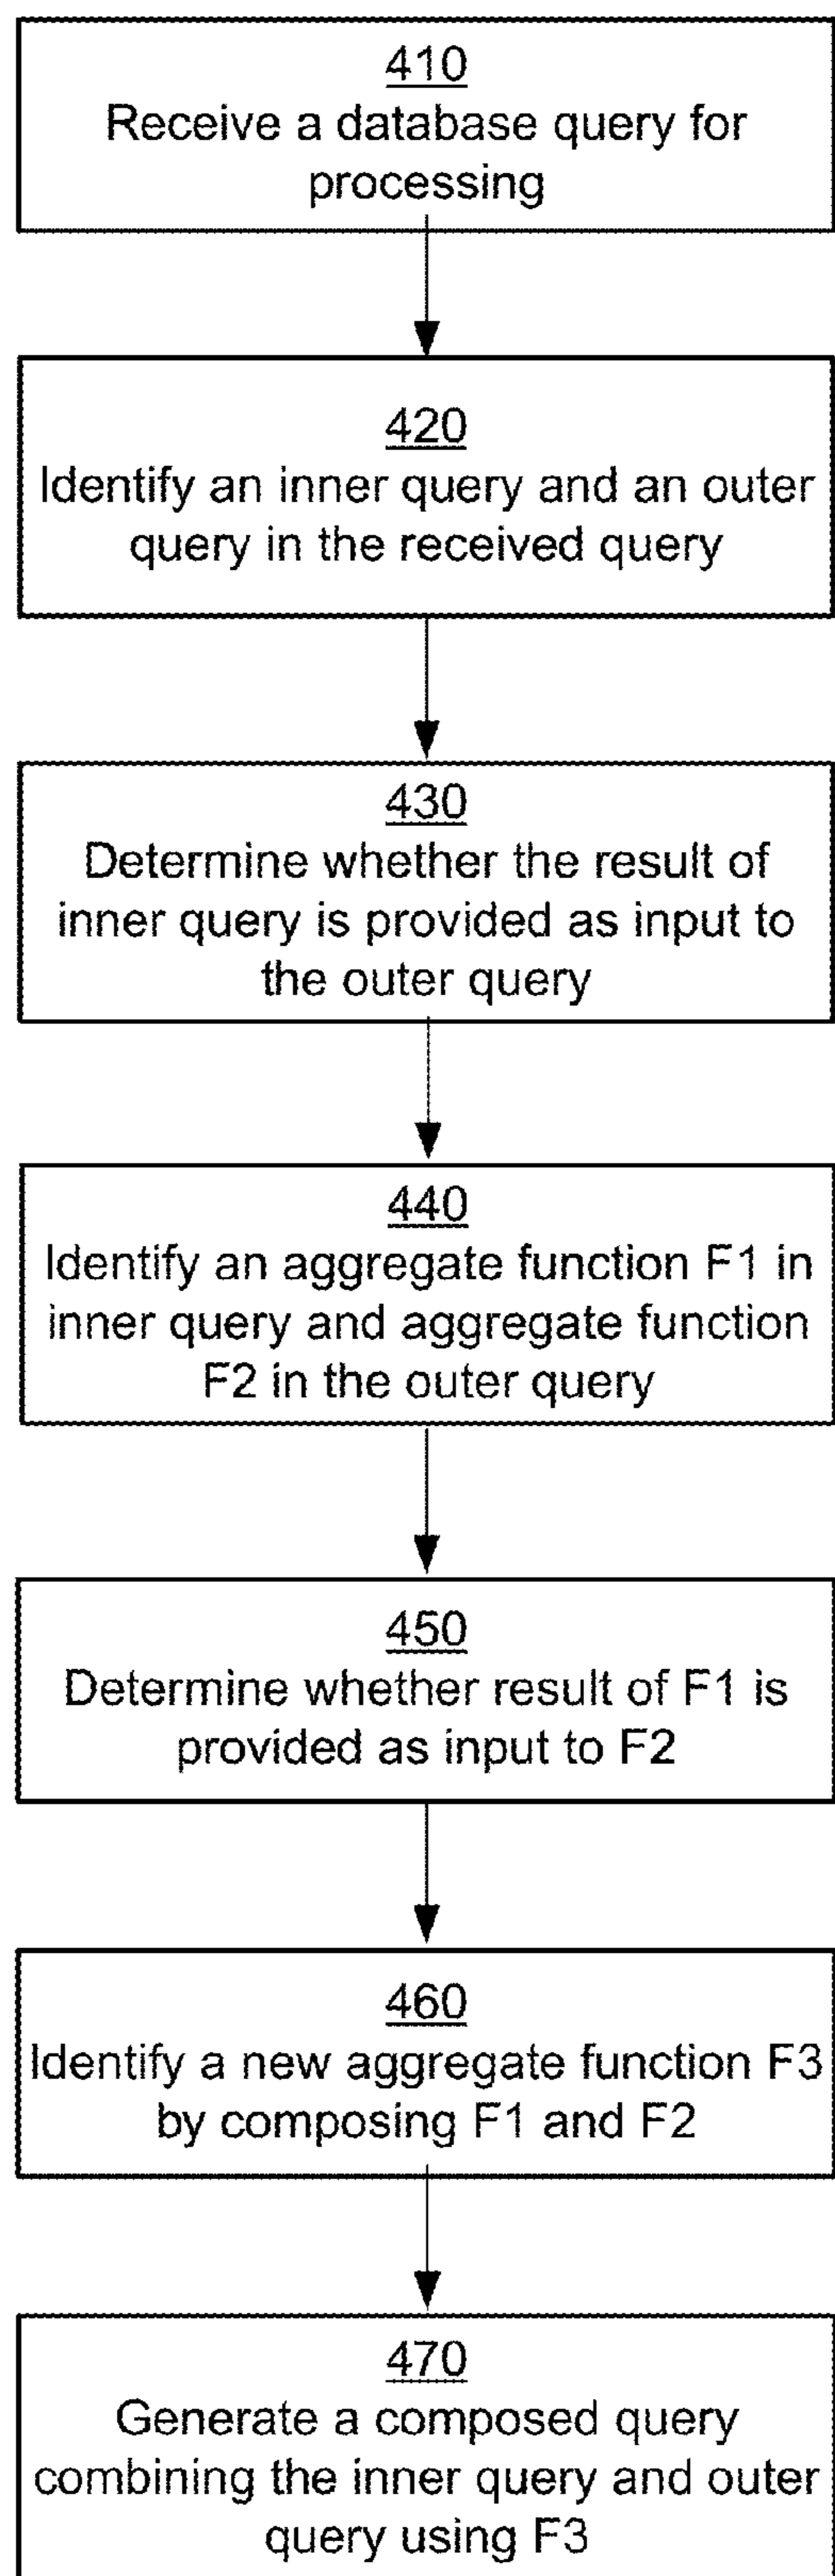 410
Receive a database query for
processing
420
Identify an inner query and an outer
query in the received query
430
Determine whether the result of
inner query is provided as input to
the outer query
440
Identify an aggregate function F1 in
inner query and aggregate function
F2 in the outer query
450
Determine whether result of F1 is
provided as input to F2
460
Identify a new aggregate function F3
by composing F1 and F2
470
Generate a composed query
combining the inner query and outer
query using F3